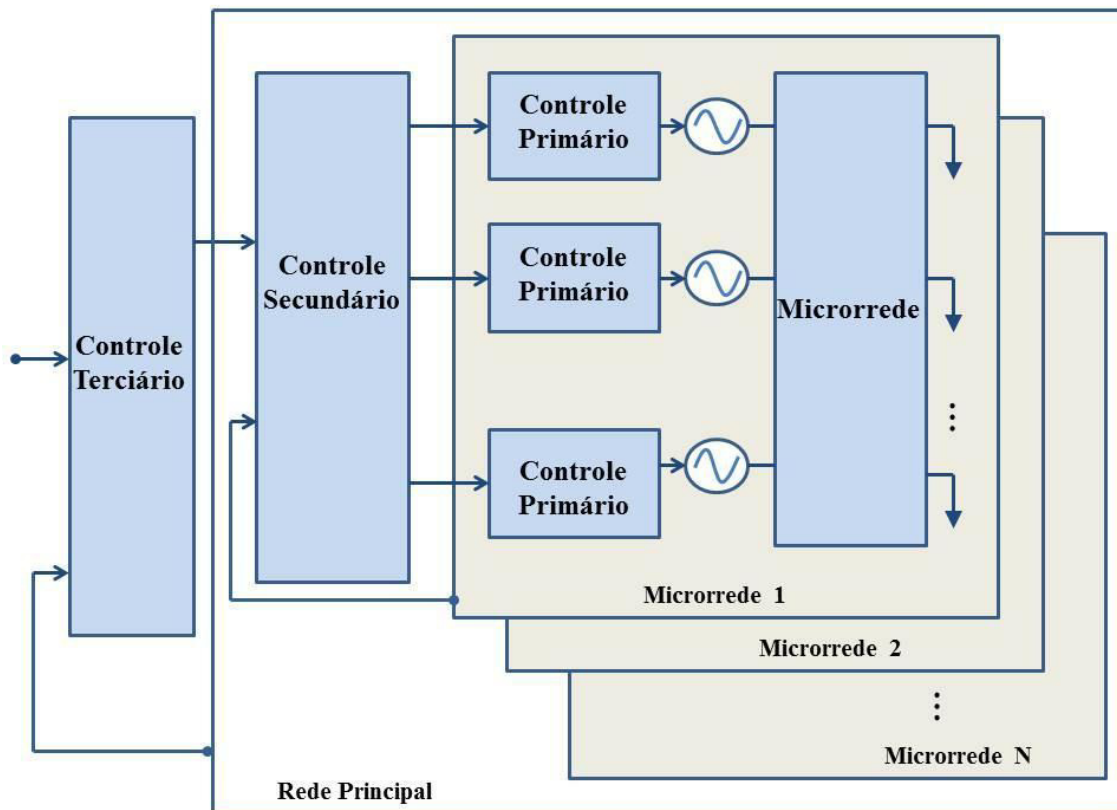 Controle
Terciário
Controle
Secundário
Controle
Primário
Controle
Primário
Controle
Primário
Microrrede
Microrrede 1
Microrrede 2
Microrrede N
Rede Principal